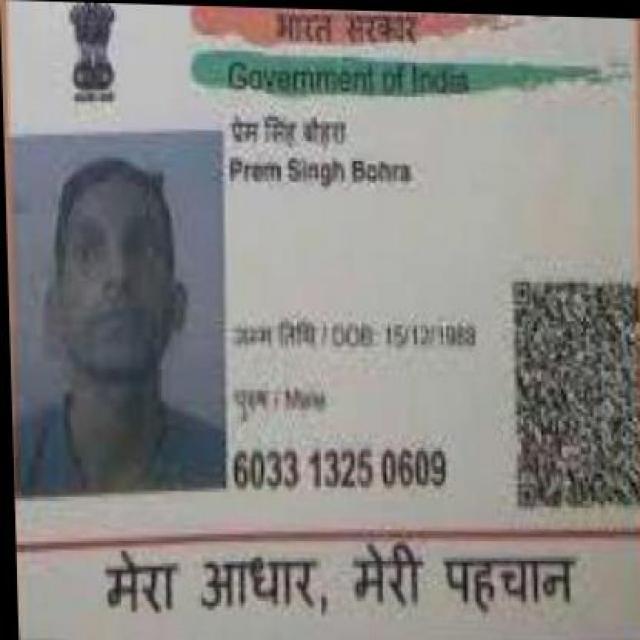 भारत सरकार
Government of India
प्रेम सिंह बोहरा
Prem Singh Bohra
जन्म तिथि / DOB: 15/12/1988
पुरुष / Male
6033 1325 0609
मेरा आधार, मेरी पहचान